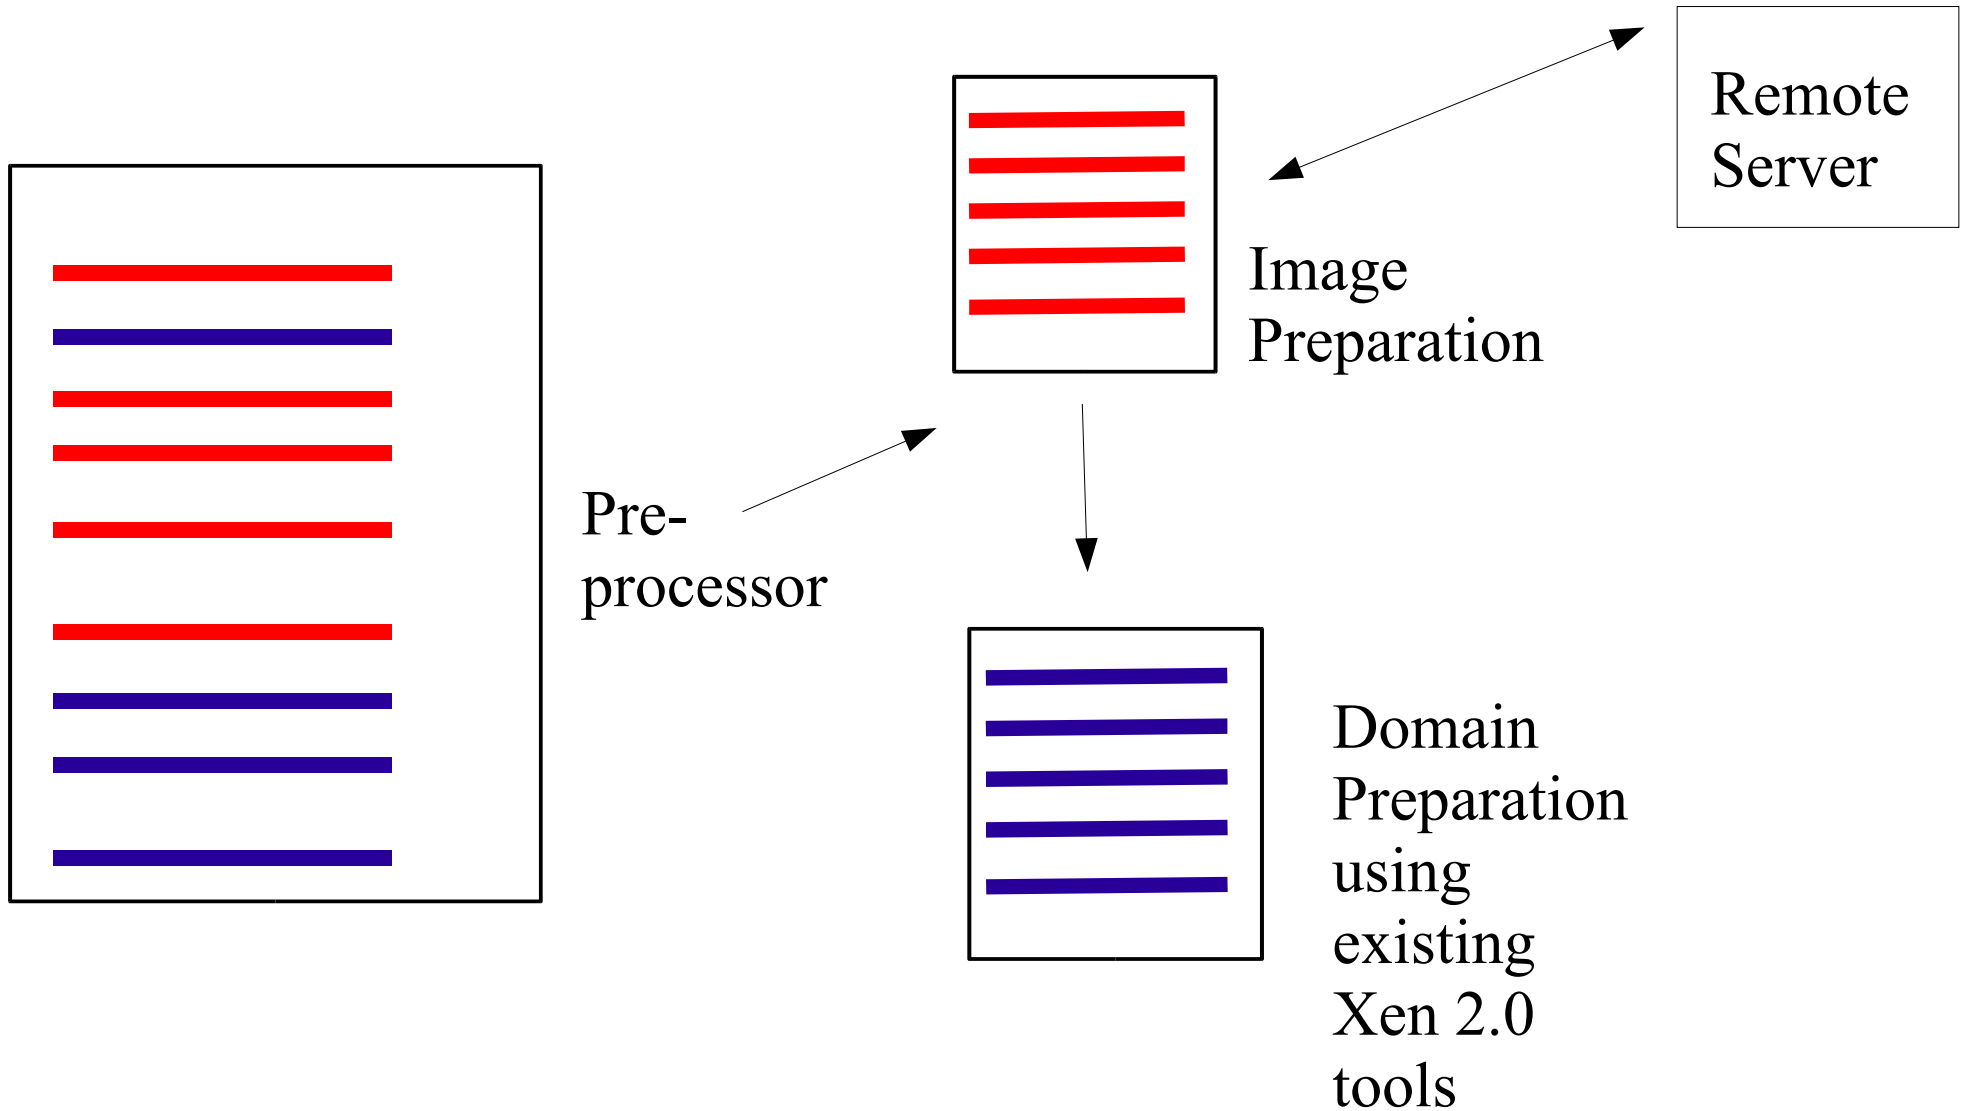 Remote
Server
Image
Preparation
Pre-
processor
Domain
Preparation
using
existing
Xen 2.0
tools